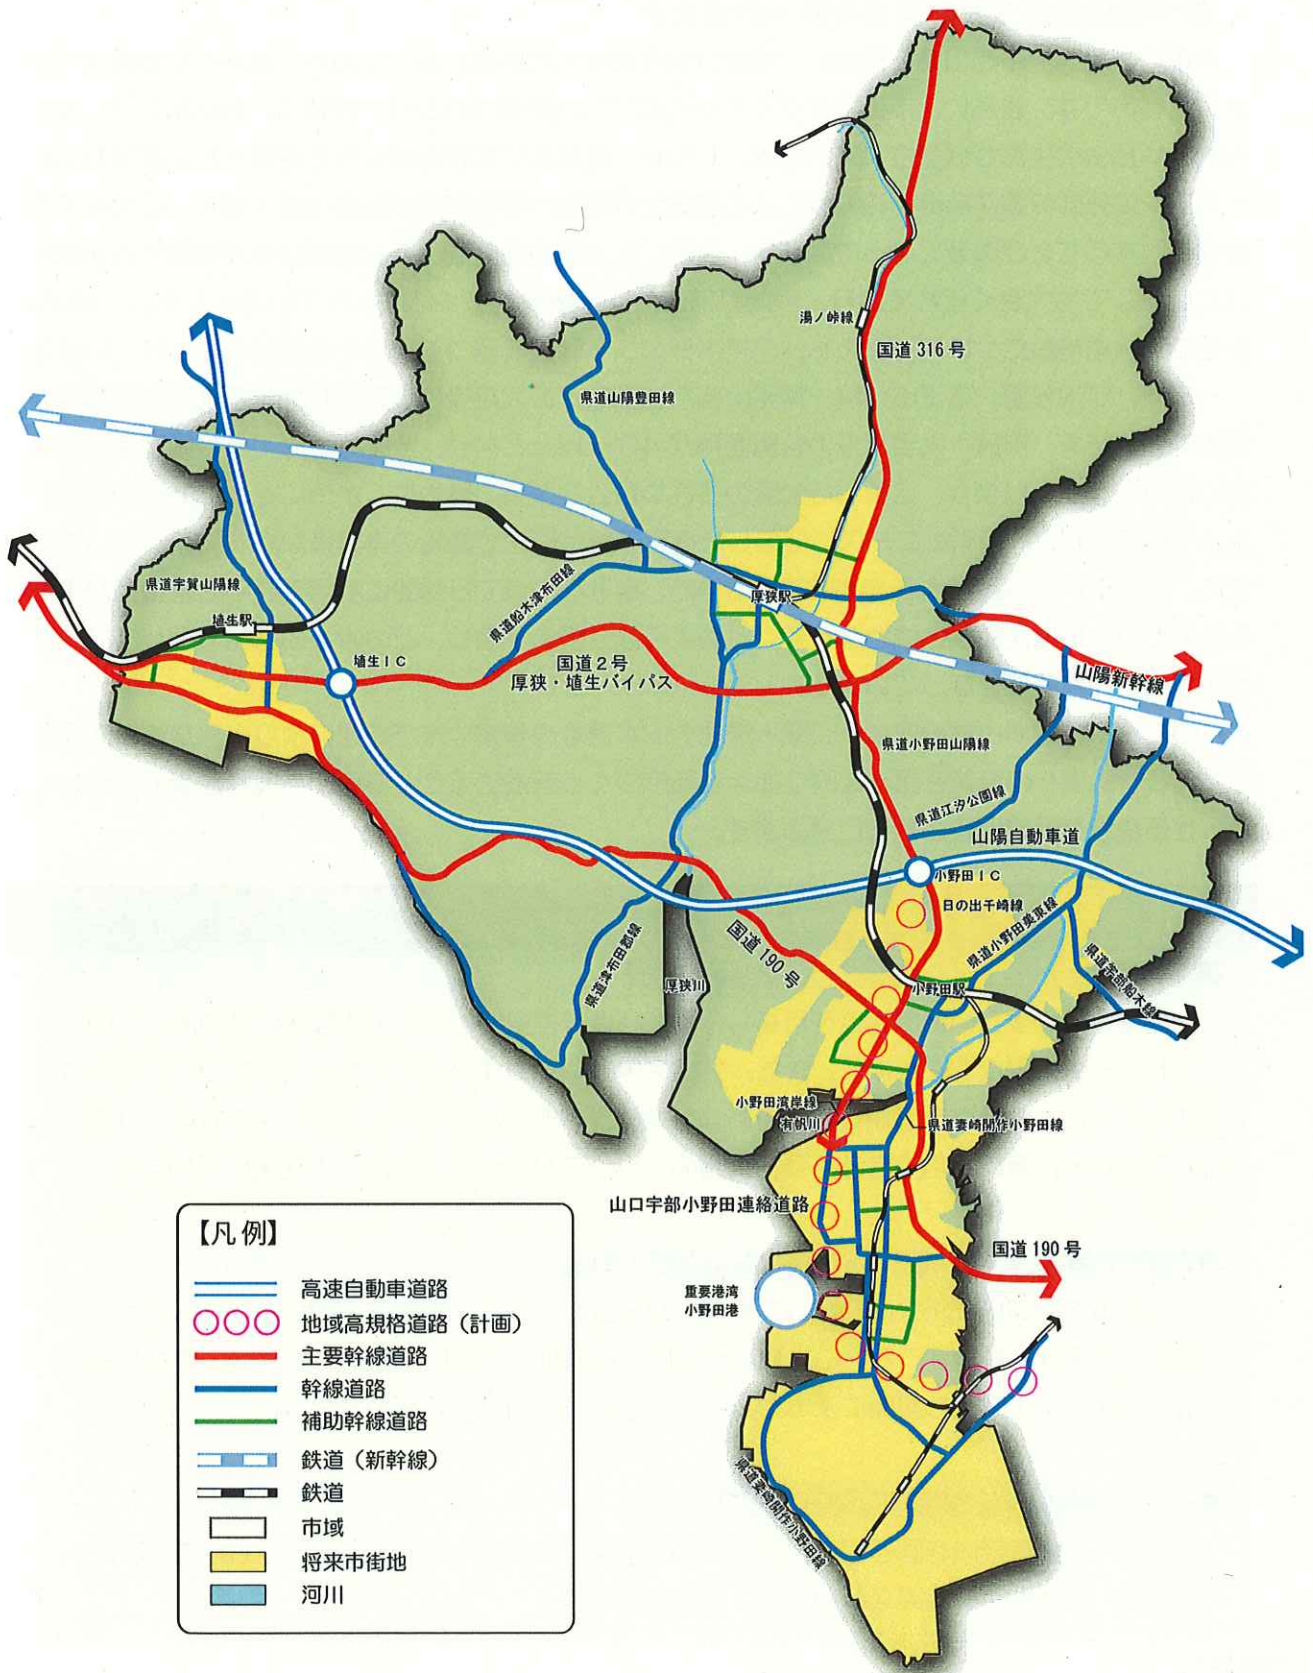 湯ノ峠線
国道 316 号
県道山陽豊田線
県道宇賀山陽線
埴生駅
県道船木津布田線
厚狭駅
埴生IC
国道2号
厚狭・埴生バイパス
山陽新幹線
県道小野田山陽線
県道江汐公園線
山陽自動車道
小野田IC
日の出千崎線
国道 190 号
県道小野田美東線
県道津布田郡線
厚狭川
小野田駅
県道宇部船木線
小野田湾岸線
有帆川
県道妻崎開作小野田線
山口宇部小野田連絡道路
国道 190 号
重要港湾
小野田港
県道妻崎開作小野田線
【凡例】
高速自動車道路
地域高規格道路（計画）
主要幹線道路
幹線道路
補助幹線道路
鉄道（新幹線）
鉄道
市域
将来市街地
河川